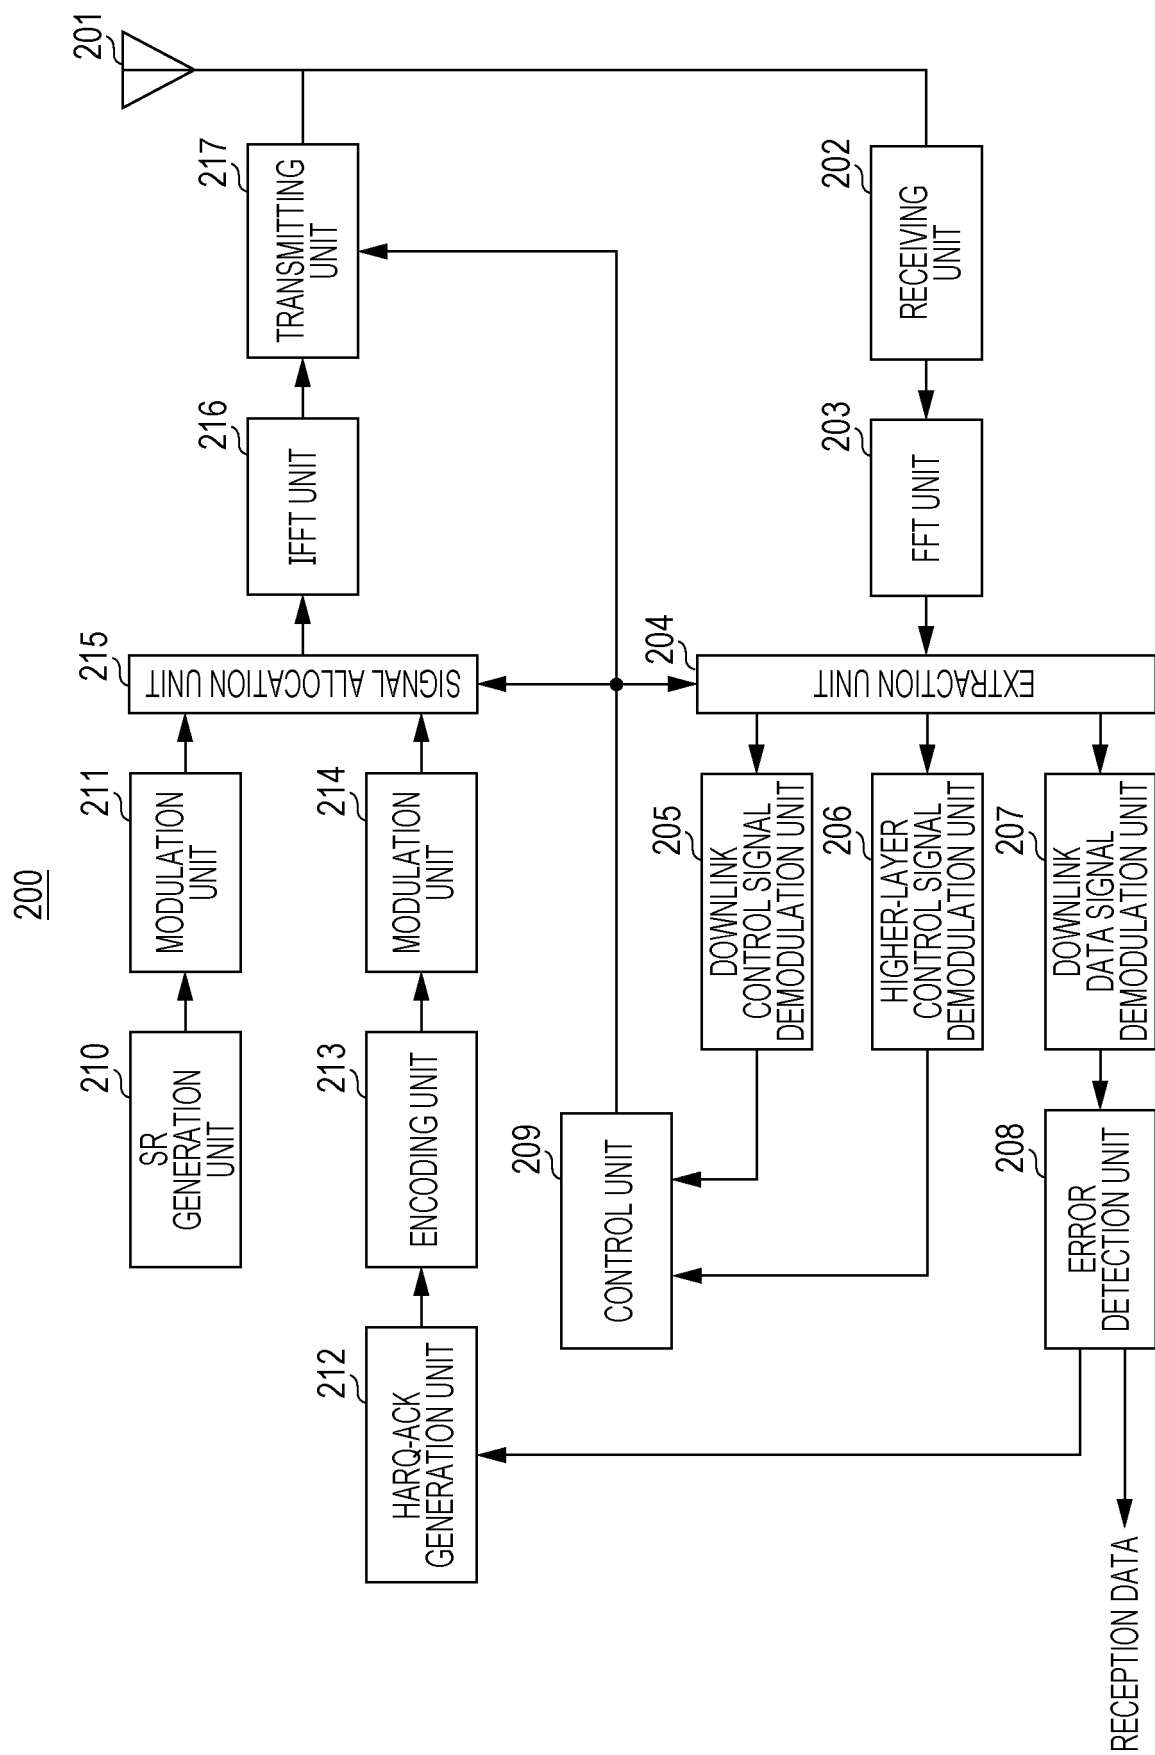 200
201
217
TRANSMITTING
UNIT
202
RECEIVING
UNIT
216
IFFT UNIT
203
FFT UNIT
215
SIGNAL ALLOCATION UNIT
204
EXTRACTION UNIT
211
MODULATION
UNIT
214
MODULATION
UNIT
205
DOWNLINK
CONTROL SIGNAL
DEMODULATION UNIT
206
HIGHER-LAYER
CONTROL SIGNAL
DEMODULATION UNIT
207
DOWNLINK
DATA SIGNAL
DEMODULATION UNIT
210
SR
GENERATION
UNIT
213
ENCODING UNIT
209
CONTROL UNIT
208
ERROR
DETECTION UNIT
212
HARQ-ACK
GENERATION UNIT
RECEPTION DATA